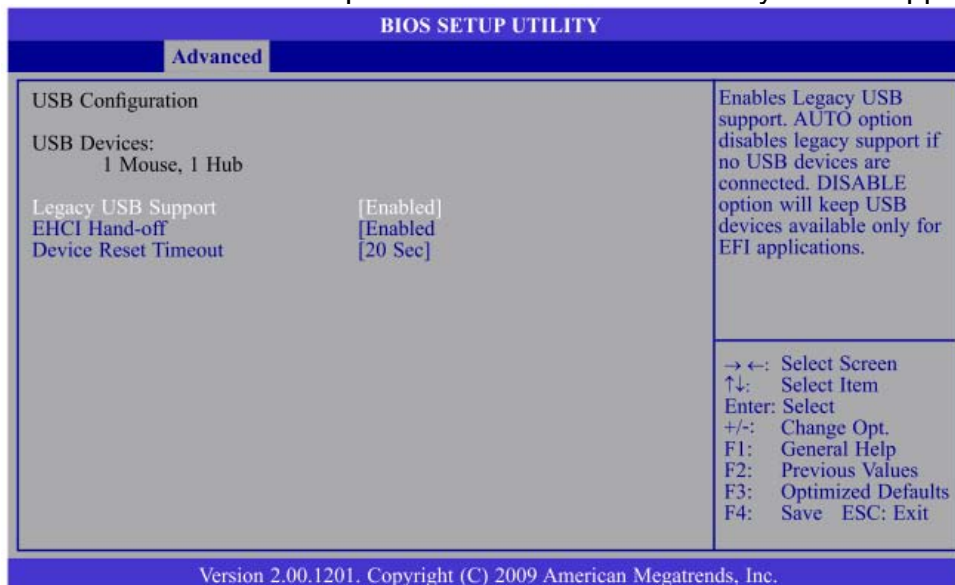 BIOS SETUP UTILITY
Advanced
USB Configuration
USB Devices:
1 Mouse, 1 Hub
Legacy USB Support [Enabled]
EHCI Hand-off [Enabled
Device Reset Timeout [20 Sec]
Enables Legacy USB
support. AUTO option
disables legacy support if
no USB devices are
connected. DISABLE
option will keep USB
devices available only for
EFI applications.
→ ←: Select Screen
↑↓: Select Item
Enter: Select
+/-: Change Opt.
F1: General Help
F2: Previous Values
F3: Optimized Defaults
F4: Save ESC: Exit
Version 2.00.1201. Copyright (C) 2009 American Megatrends, Inc.